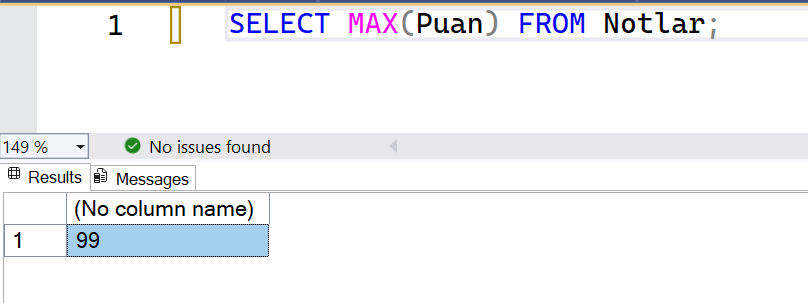 1 SELECT MAX(Puan) FROM Notlar;
149 % No issues found
Results Messages
(No column name)
1 99